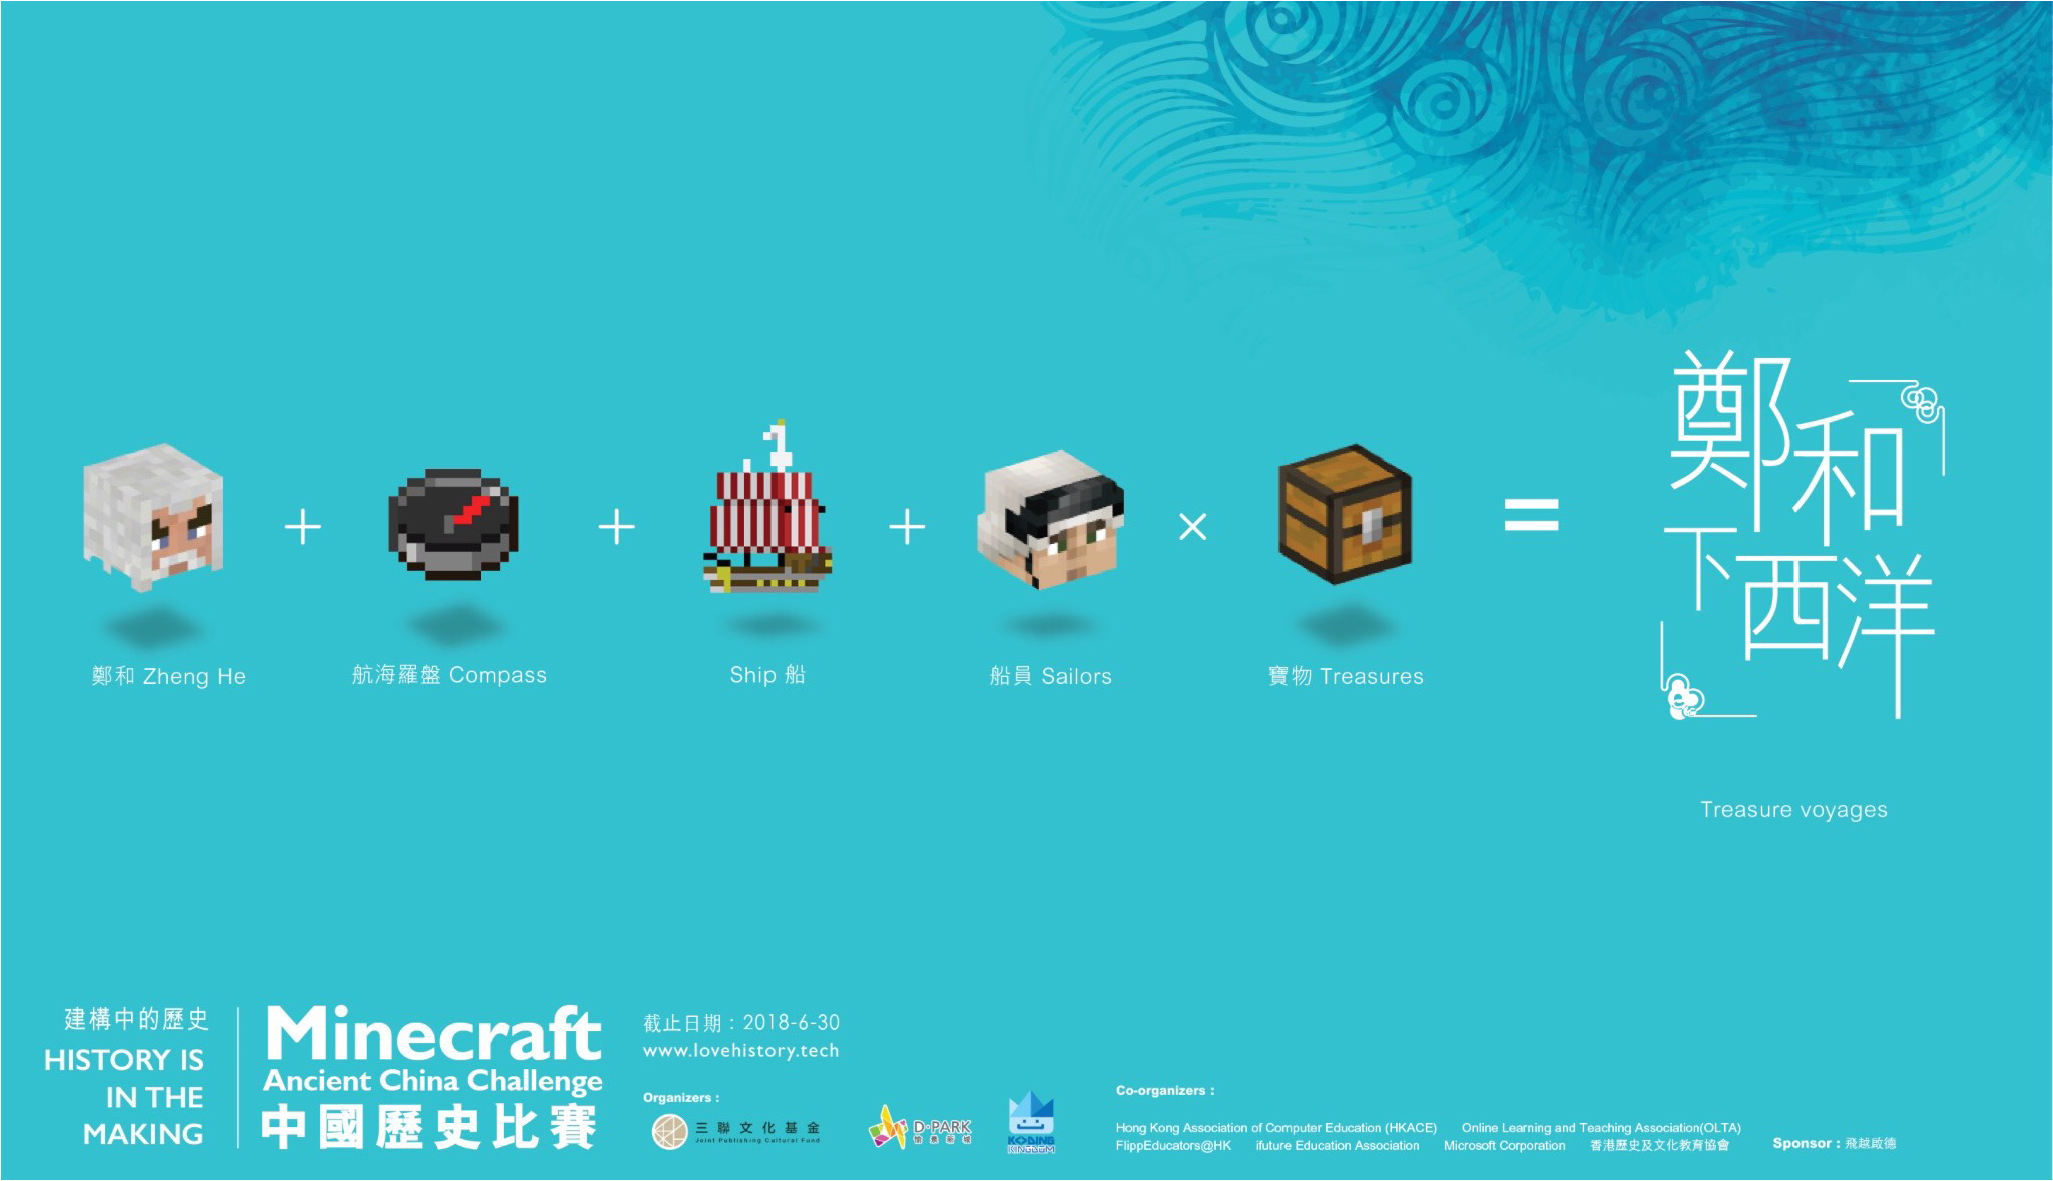 鄭和
下西洋
鄭和 Zheng He
航海羅盤 Compass
Ship 船
船員 Sailors
寶物 Treasures
Treasure voyages
建構中的歷史
HISTORY IS
IN THE
MAKING
Minecraft
Ancient China Challenge
中國歷史比賽
截止日期：2018-6-30
www.lovehistory.tech
Organizers :
三聯文化基金
Joint Publishing Cultural Fund
D·PARK
愉景新城
KODING
KINGDOM
Co-organizers :
Hong Kong Association of Computer Education (HKACE) Online Learning and Teaching Association(OLTA)
FlippEducators@HK ifuture Education Association Microsoft Corporation 香港歷史及文化教育協會
Sponsor : 飛越啟德